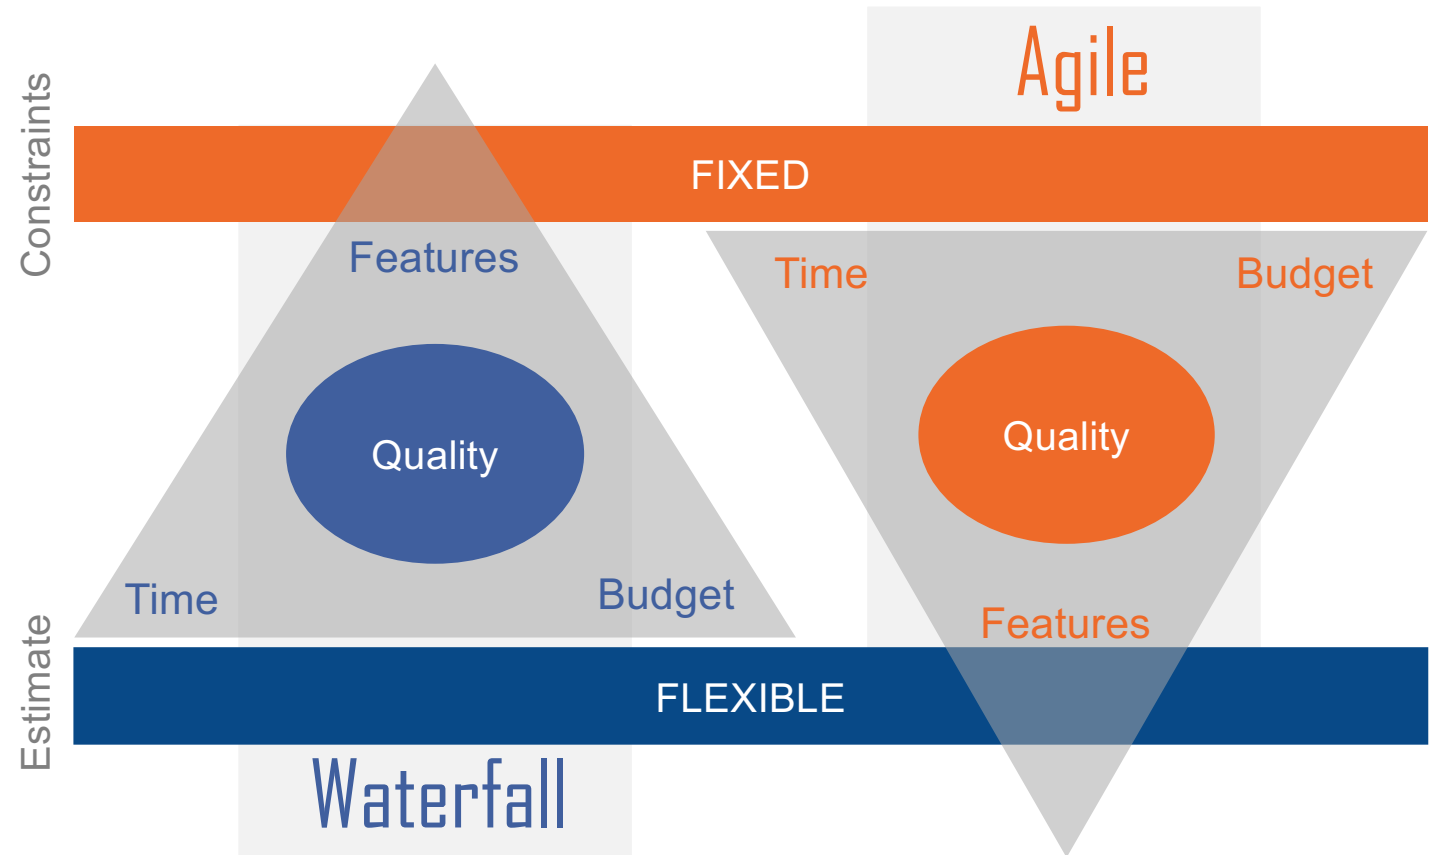 Agile
Constraints
FIXED
Features
Time
Budget
Quality
Quality
Time
Budget
Features
Estimate
FLEXIBLE
Waterfall